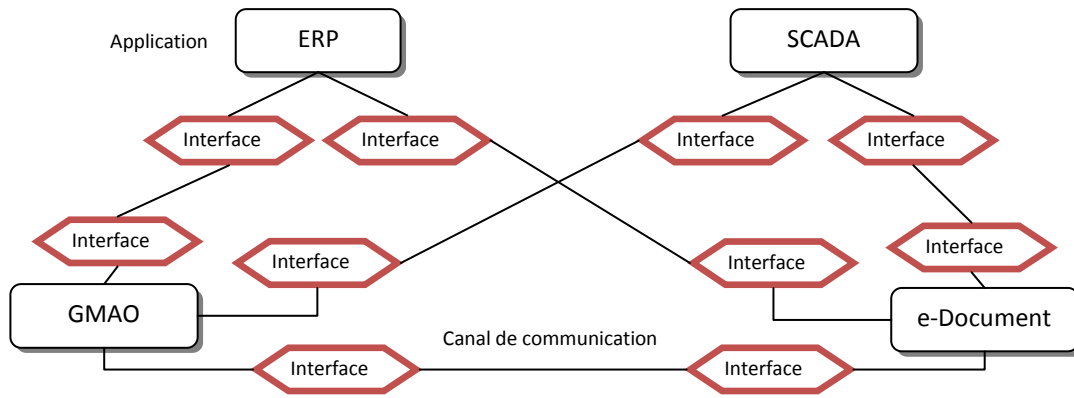 Application
ERP
SCADA
Interface
Interface
Interface
Interface
Interface
Interface
Interface
Interface
GMAO
e-Document
Canal de communication
Interface
Interface